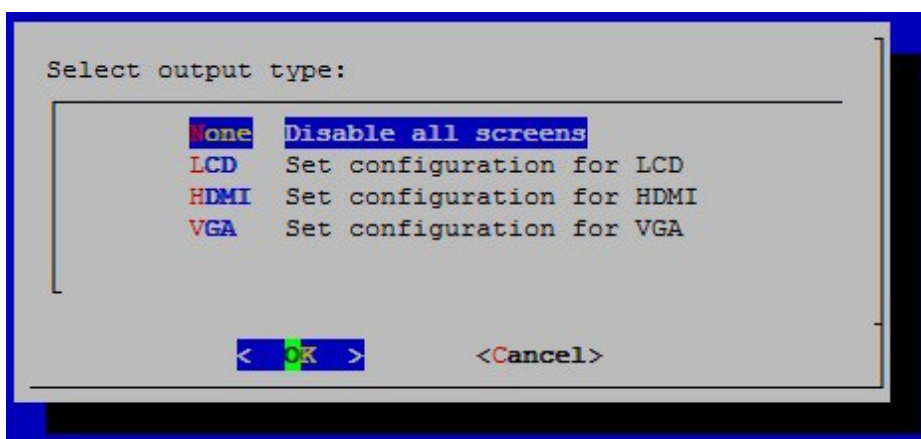 Select output type:
None Disable all screens
LCD Set configuration for LCD
HDMI Set configuration for HDMI
VGA Set configuration for VGA
< OK > <Cancel>